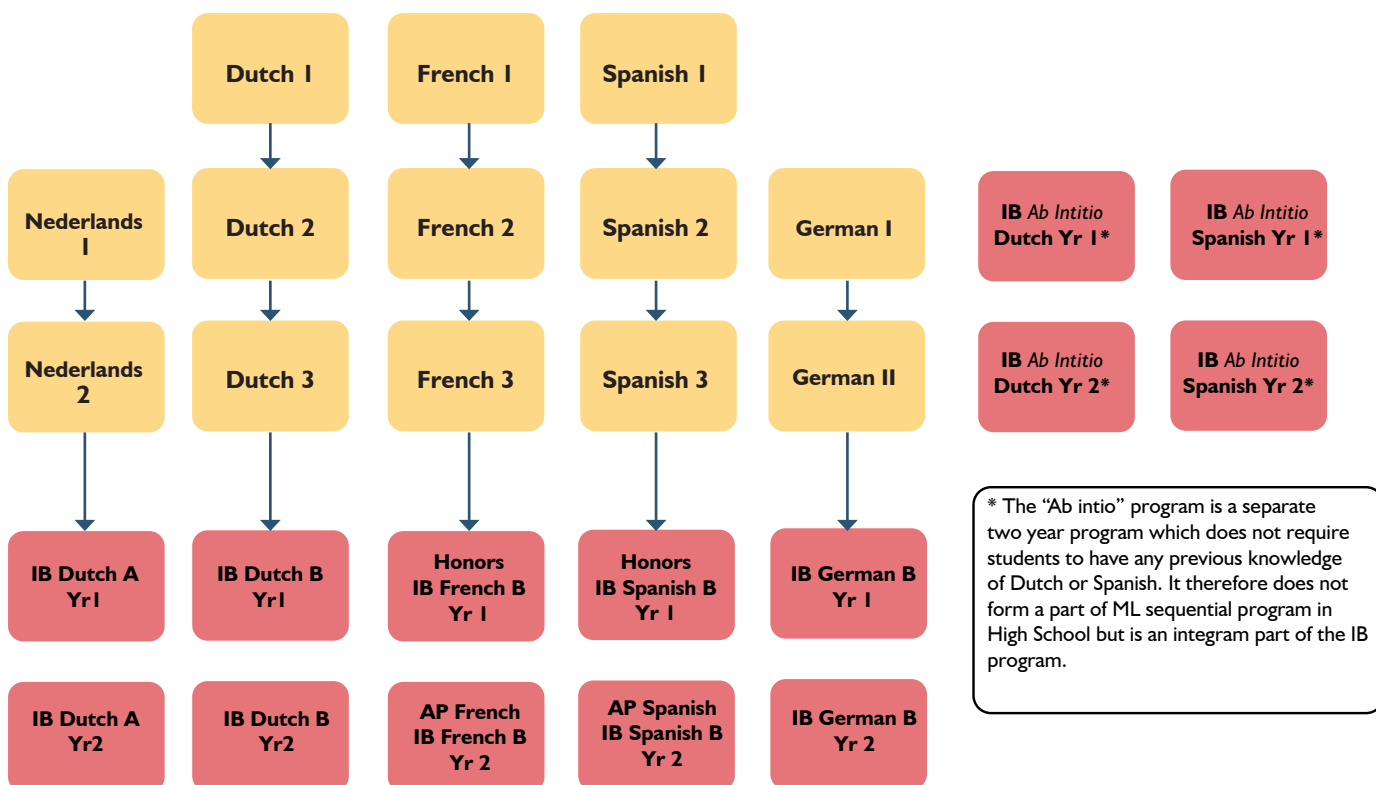 Dutch 1
French 1
Spanish 1
Nederlands
1
Dutch 2
French 2
Spanish 2
German I
IB Ab Intitio
Dutch Yr 1*
IB Ab Intitio
Spanish Yr 1*
Nederlands
2
Dutch 3
French 3
Spanish 3
German II
IB Ab Intitio
Dutch Yr 2*
IB Ab Intitio
Spanish Yr 2*
IB Dutch A
Yr1
IB Dutch B
Yr1
Honors
IB French B
Yr 1
Honors
IB Spanish B
Yr 1
IB German B
Yr 1
* The “Ab intio” program is a separate
two year program which does not require
students to have any previous knowledge
of Dutch or Spanish. It therefore does not
form a part of ML sequential program in
High School but is an integram part of the IB
program.
IB Dutch A
Yr2
IB Dutch B
Yr2
AP French
IB French B
Yr 2
AP Spanish
IB Spanish B
Yr 2
IB German B
Yr 2